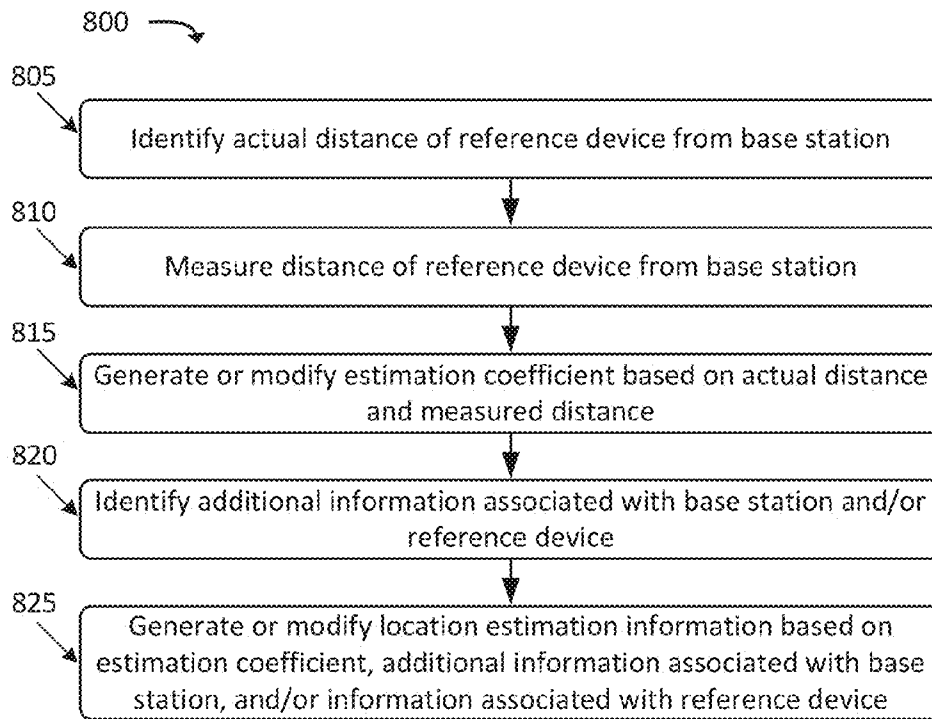 800
805
Identify actual distance of reference device from base station
810
Measure distance of reference device from base station
815
Generate or modify estimation coefficient based on actual distance
and measured distance
820
Identify additional information associated with base station and/or
reference device
825
Generate or modify location estimation information based on
estimation coefficient, additional information associated with base
station, and/or information associated with reference device